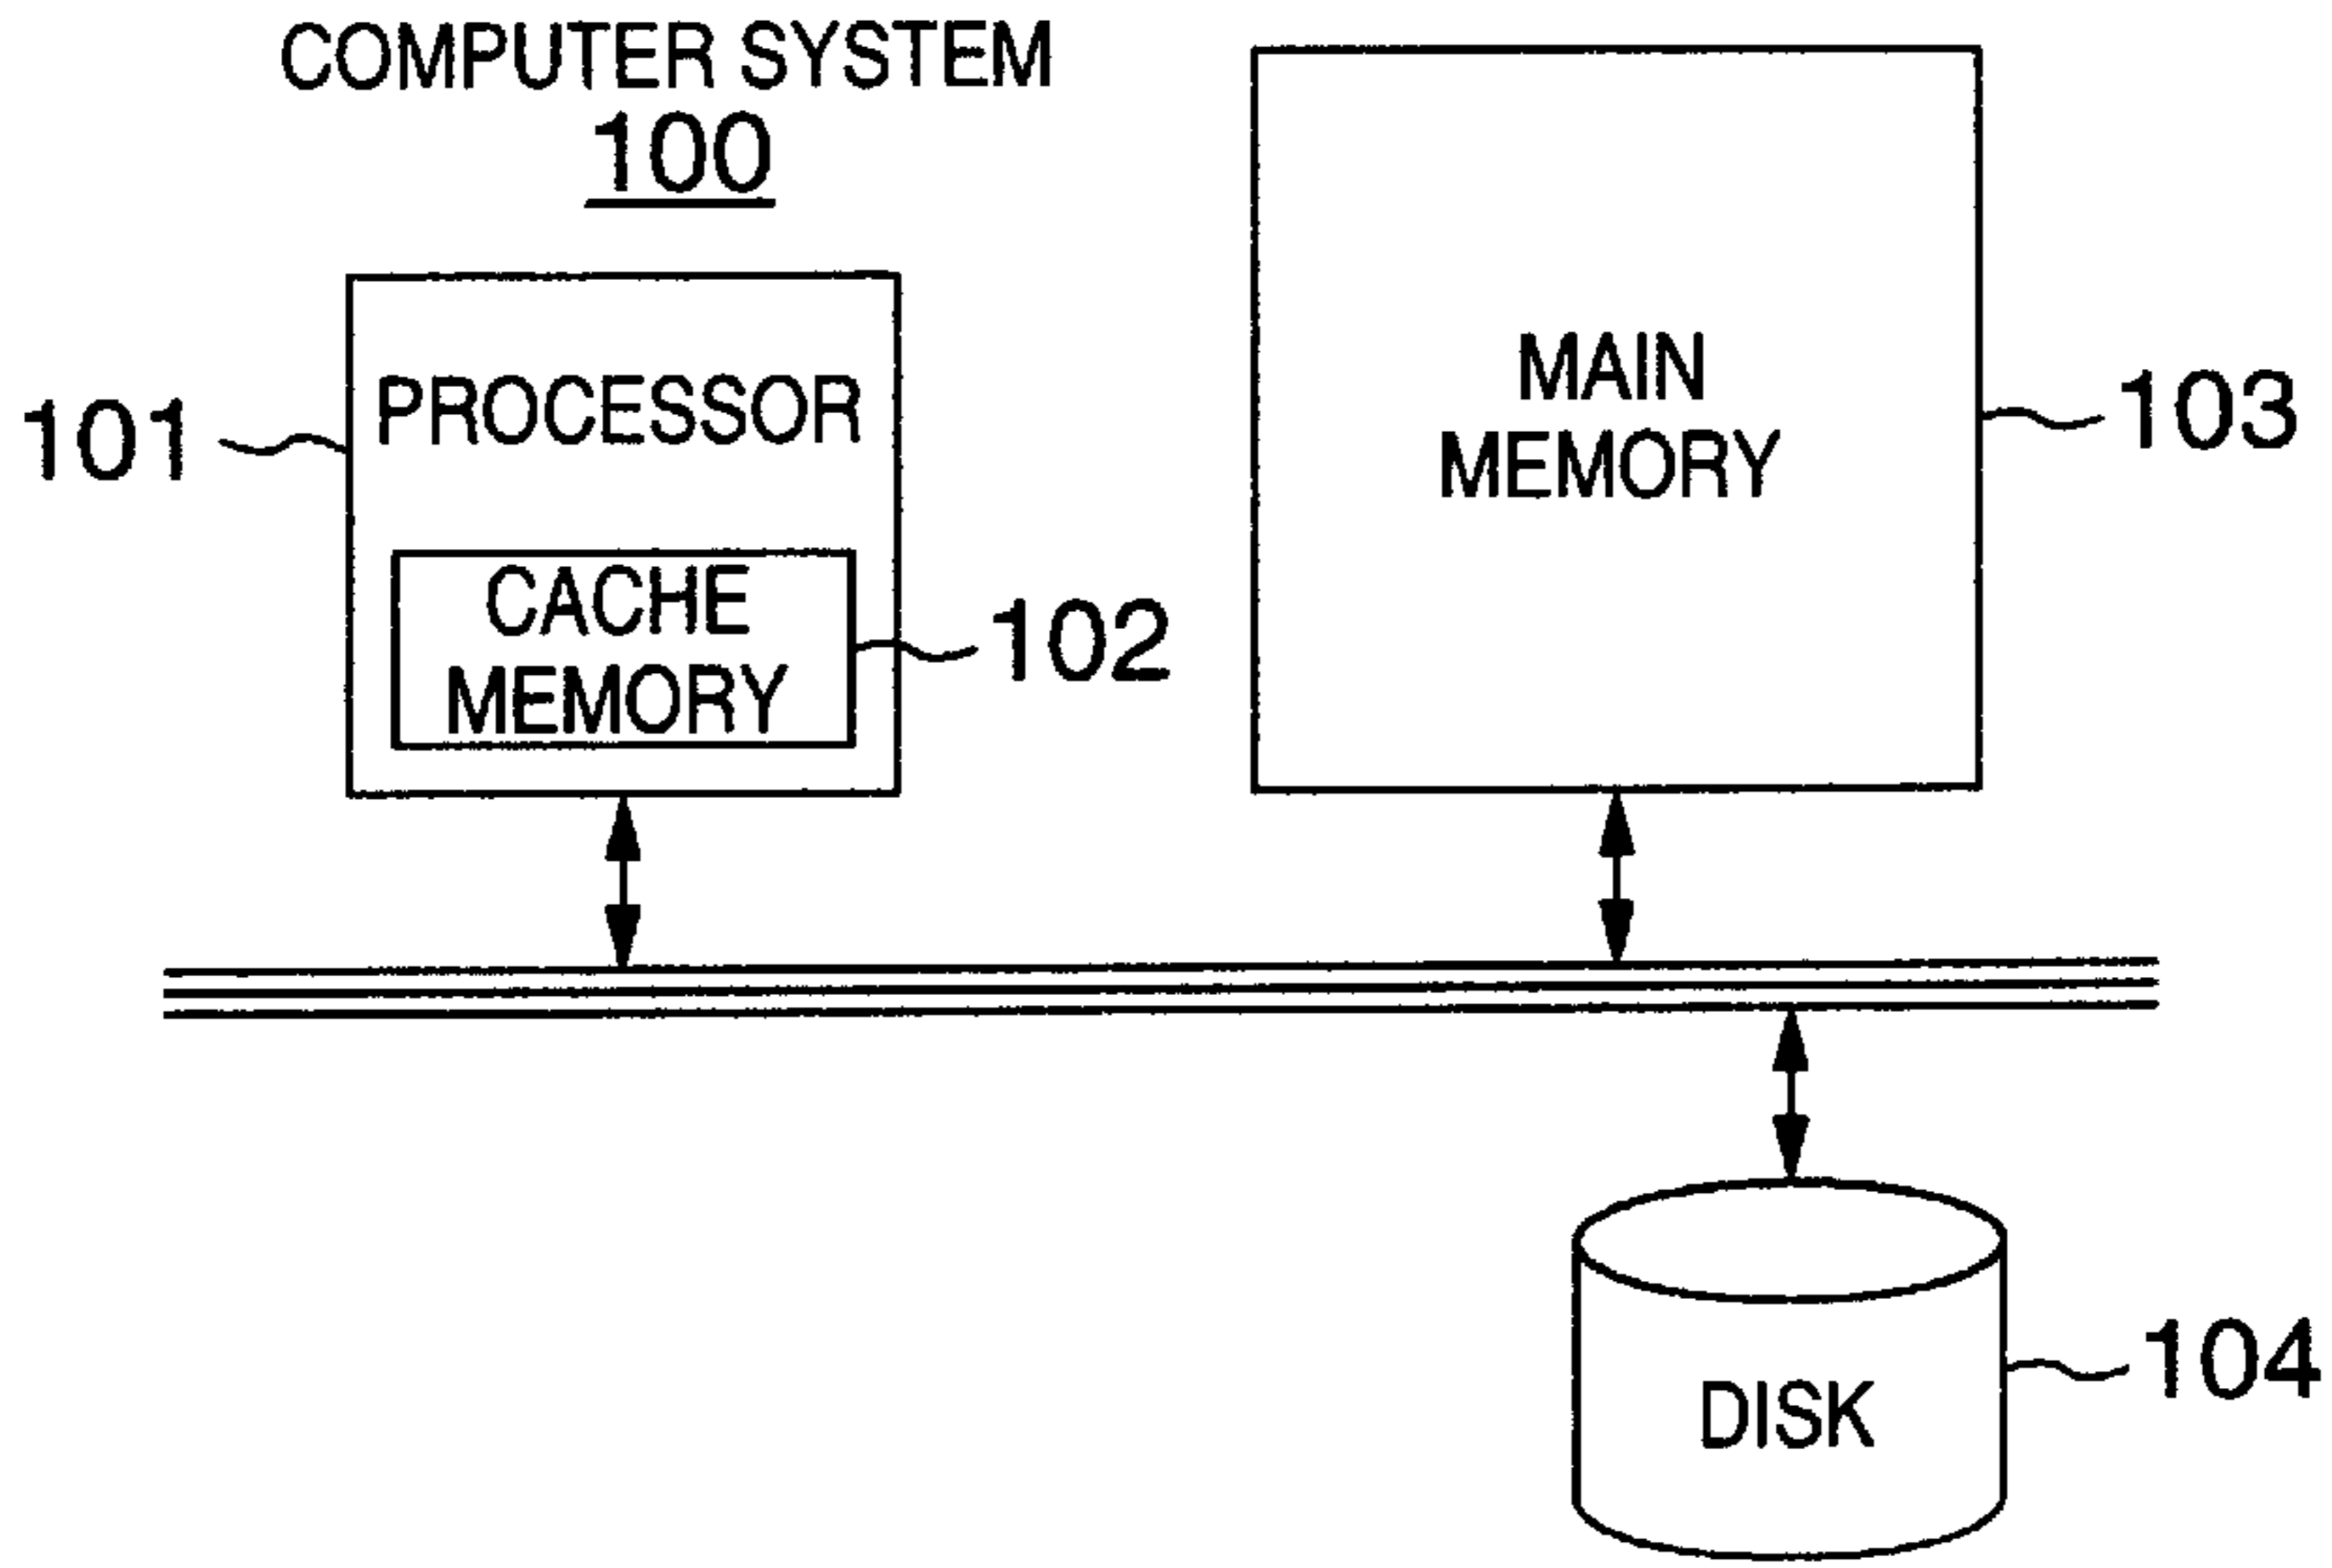 COMPUTER SYSTEM
100
101
PROCESSOR
CACHE
MEMORY
102
MAIN
MEMORY
103
DISK
104